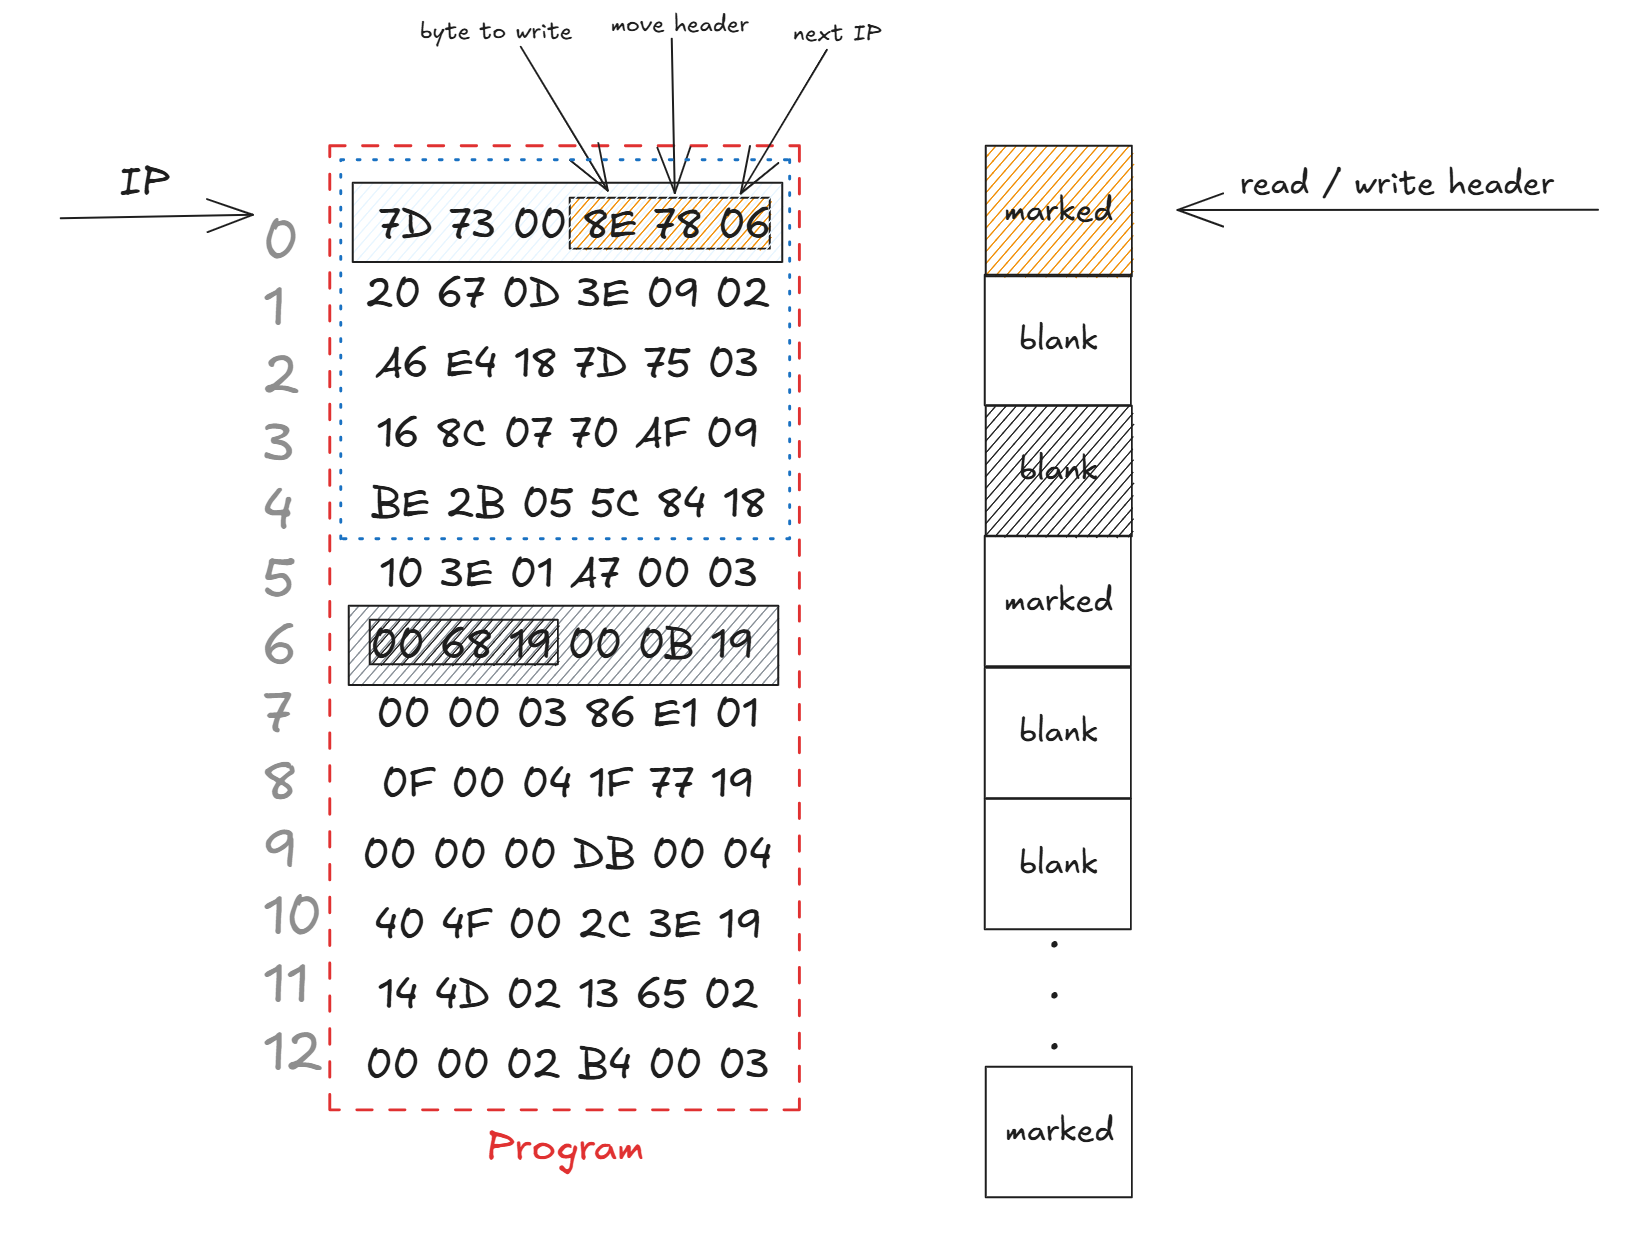 byte to write
move header
next IP
IP
read / write header
0
7D 73 00 8E 78 06
1
20 67 0D 3E 09 02
2
A6 E4 18 7D 75 03
3
16 8C 07 70 AF 09
4
BE 2B 05 5C 84 18
5
10 3E 01 A7 00 03
6
00 68 19 00 0B 19
7
00 00 03 86 E1 01
8
0F 00 04 1F 77 19
9
00 00 00 DB 00 04
10
40 4F 00 2C 3E 19
11
14 4D 02 13 65 02
12
00 00 02 B4 00 03
Program
marked
blank
blank
marked
blank
blank
marked